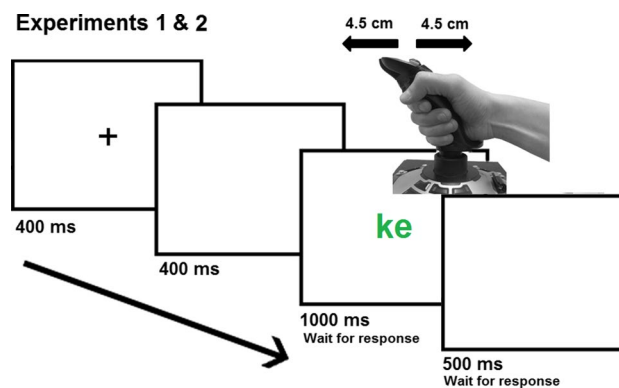 Experiments 1 & 2
4.5 cm
4.5 cm
+
400 ms
400 ms
ke
1000 ms
Wait for response
500 ms
Wait for response